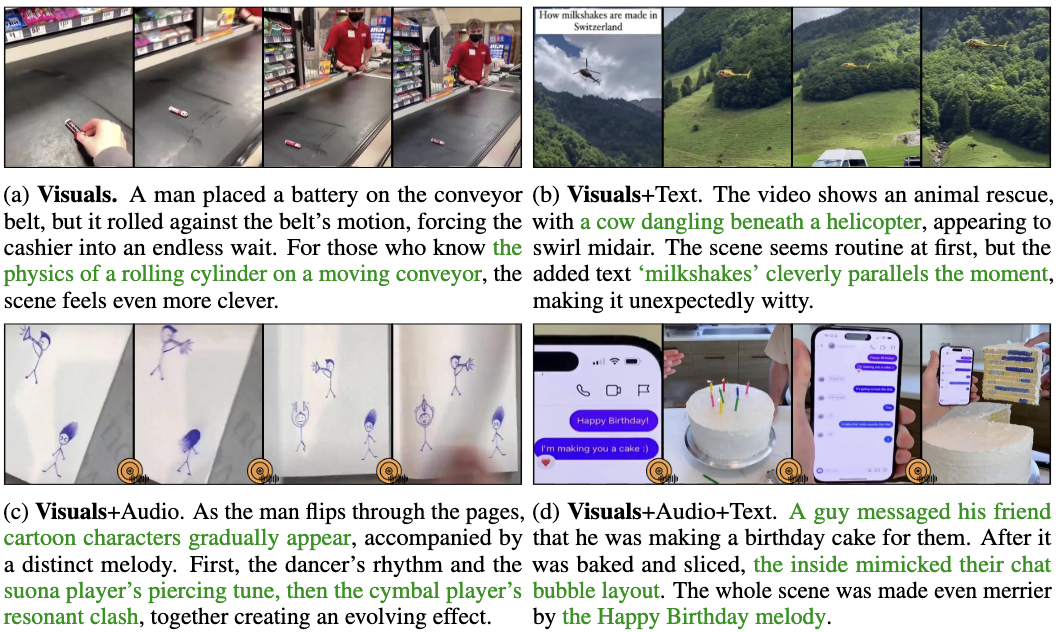 How milkshakes are made in
Switzerland
(a) Visuals. A man placed a battery on the conveyor
belt, but it rolled against the belt's motion, forcing the
cashier into an endless wait. For those who know the
physics of a rolling cylinder on a moving conveyor, the
scene feels even more clever.
(b) Visuals+Text. The video shows an animal rescue,
with a cow dangling beneath a helicopter, appearing to
swirl midair. The scene seems routine at first, but the
added text ‘milkshakes’ cleverly parallels the moment,
making it unexpectedly witty.
Happy Birthday!
I'm making you a cake :)
(c) Visuals+Audio. As the man flips through the pages,
cartoon characters gradually appear, accompanied by
a distinct melody. First, the dancer's rhythm and the
suona player's piercing tune, then the cymbal player's
resonant clash, together creating an evolving effect.
(d) Visuals+Audio+Text. A guy messaged his friend
that he was making a birthday cake for them. After it
was baked and sliced, the inside mimicked their chat
bubble layout. The whole scene was made even merrier
by the Happy Birthday melody.